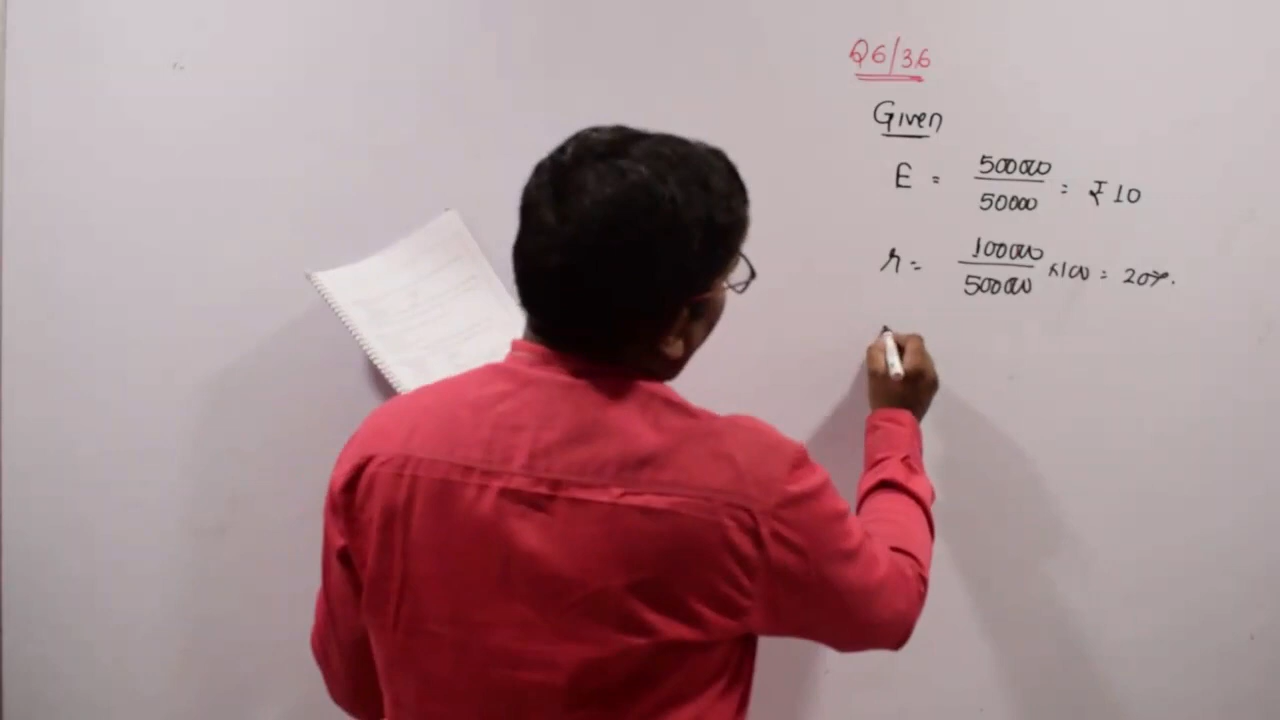 Q6/3.6
Given
E = 500000/50000 = ₹10
r = 100000/500000 ×100 = 20%.